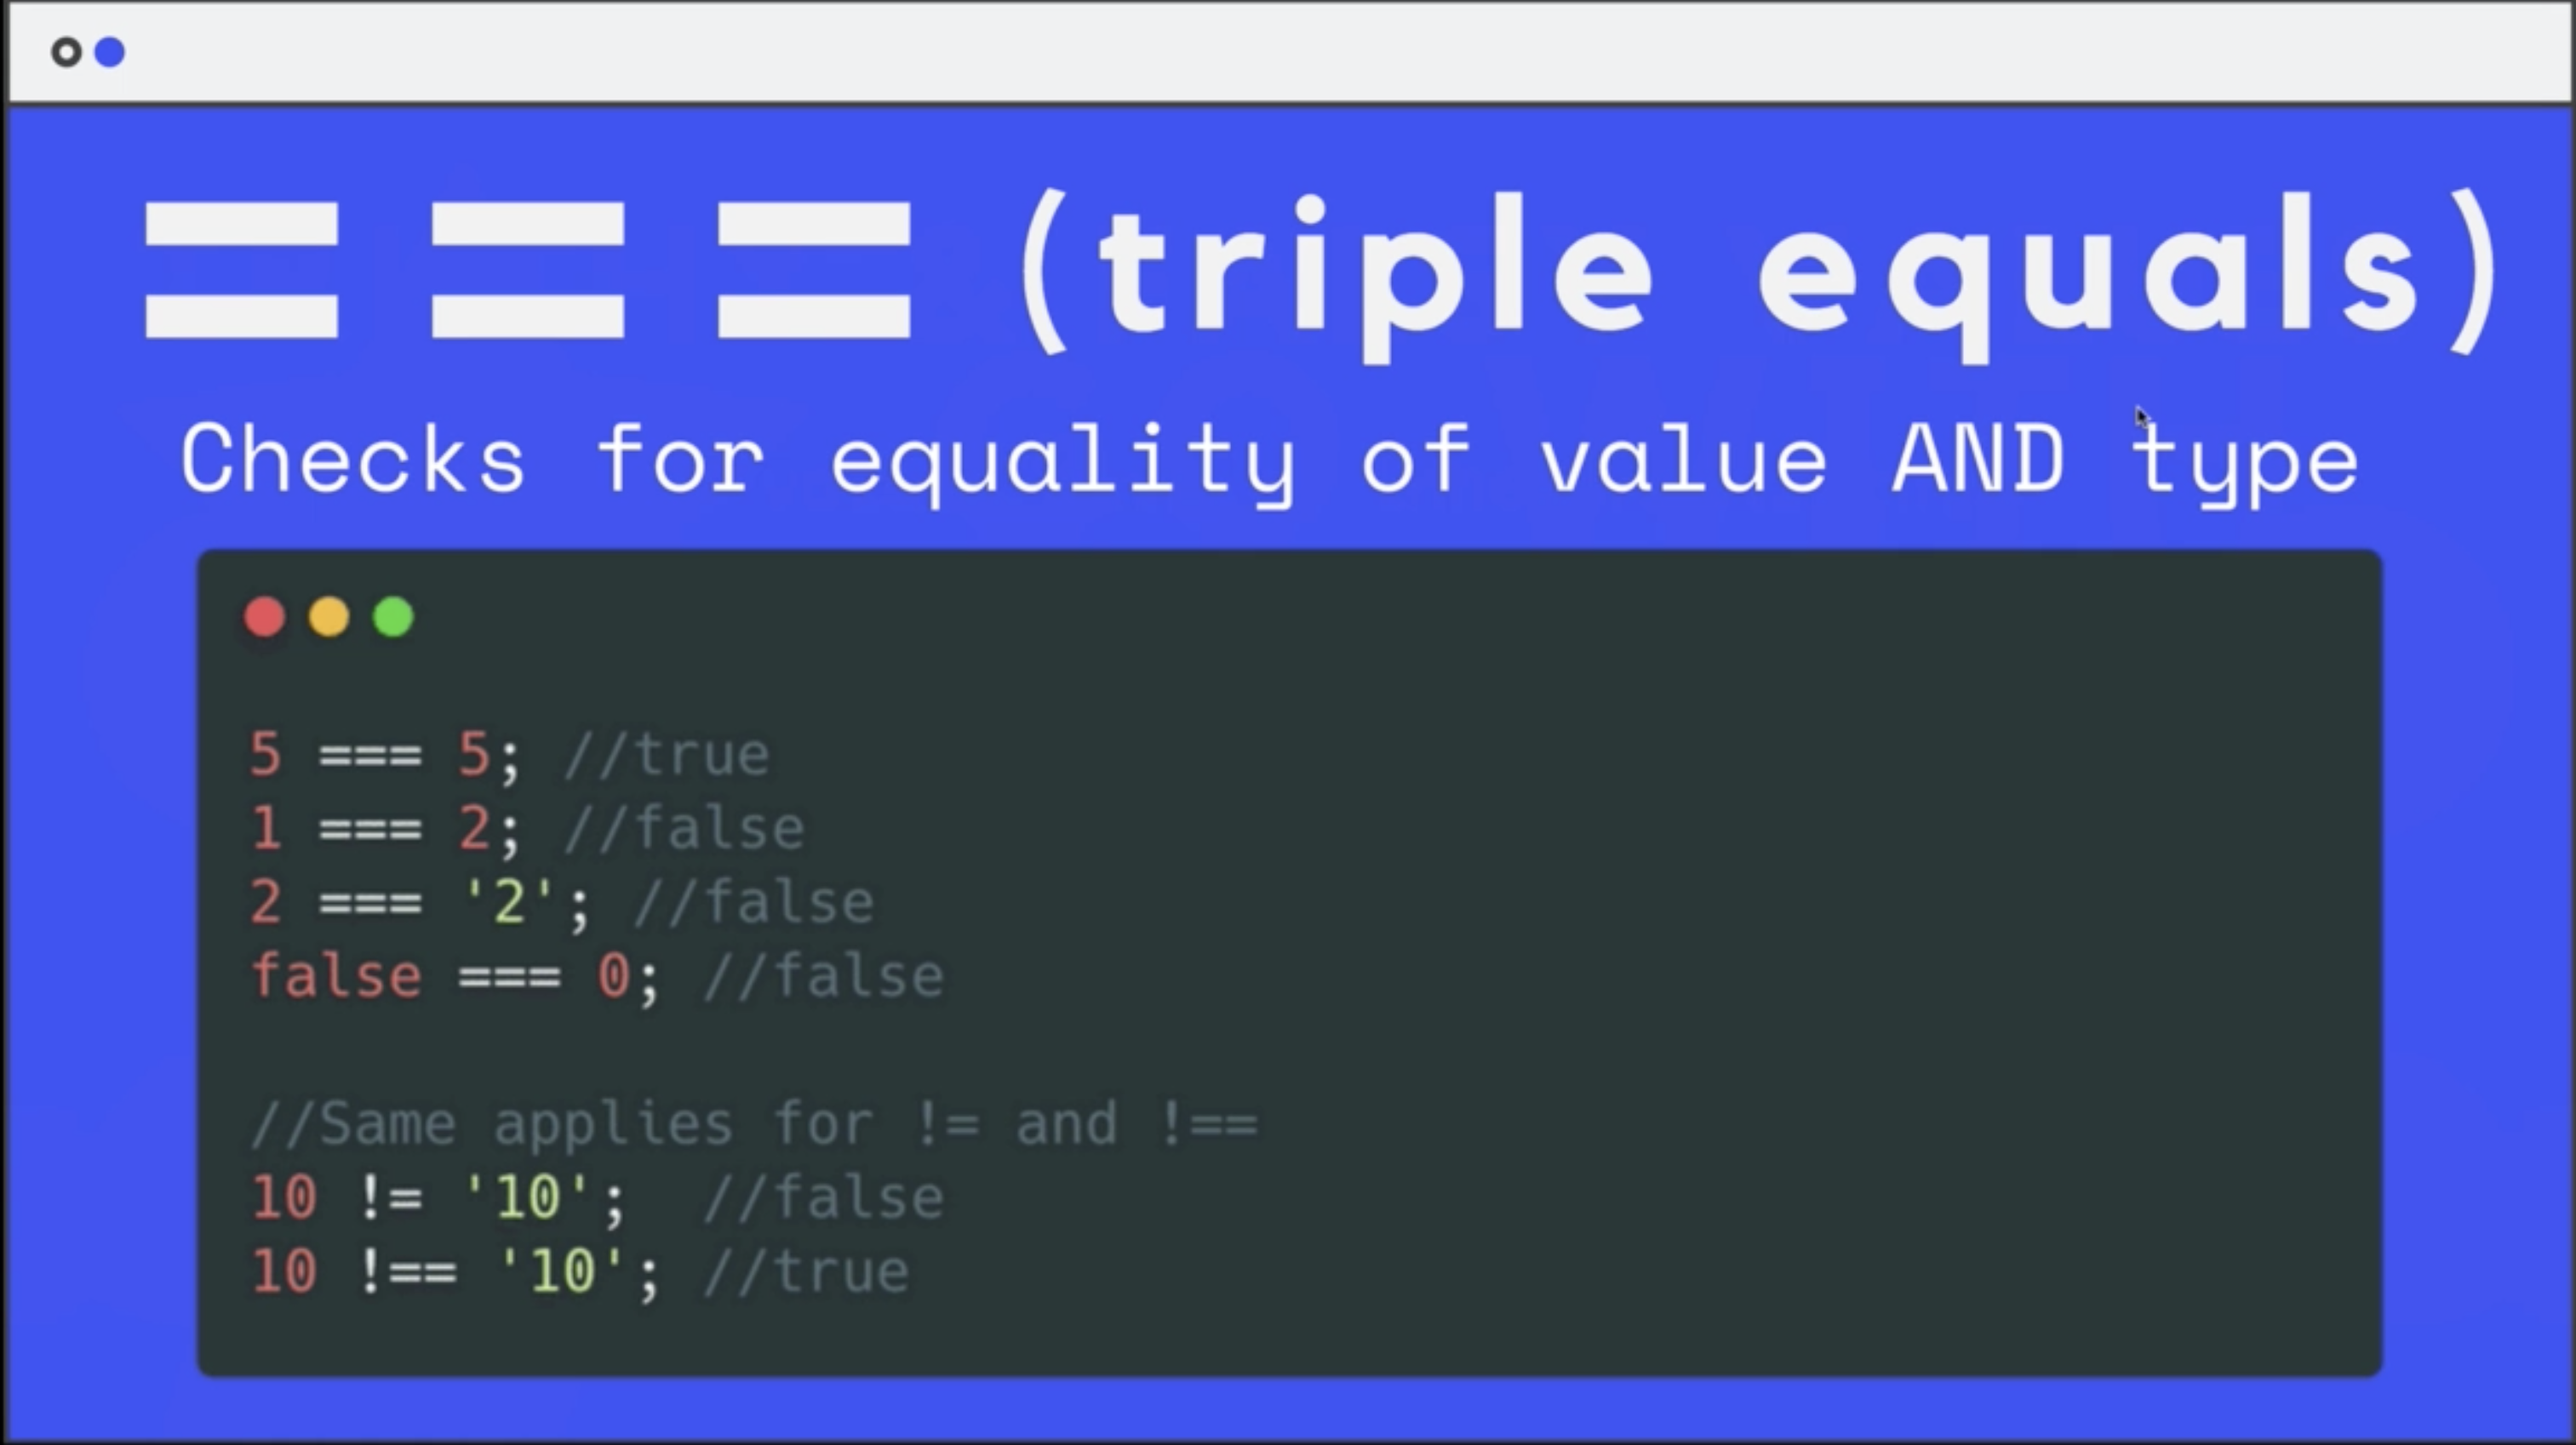 === (triple equals)
Checks for equality of value AND type
5 === 5; //true
1 === 2; //false
2 === '2'; //false
false === 0; //false
//Same applies for != and !==
10 != '10';  //false
10 !== '10'; //true